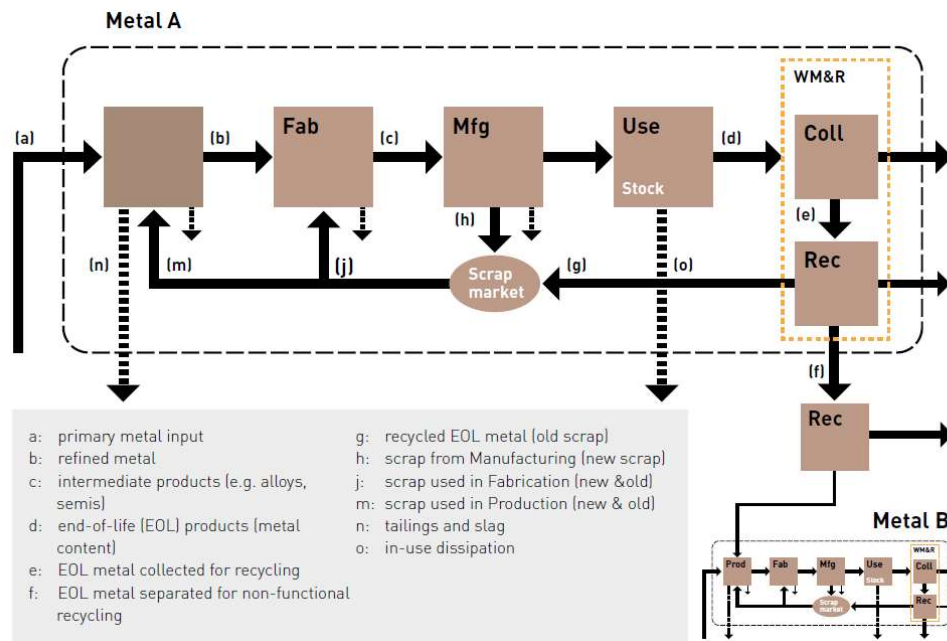 Metal A
WM&R
(a)
(b)
Fab
(c)
Mfg
Use
Stock
(d)
Coll
(h)
(e)
(n)
(m)
(j)
Scrap
market
(g)
(o)
Rec
(f)
Rec
a: primary metal input
b: refined metal
c: intermediate products (e.g. alloys,
semis)
d: end-of-life (EOL) products (metal
content)
e: EOL metal collected for recycling
f: EOL metal separated for non-functional
recycling
g: recycled EOL metal (old scrap)
h: scrap from Manufacturing (new scrap)
j: scrap used in Fabrication (new &old)
m: scrap used in Production (new & old)
n: tailings and slag
o: in-use dissipation
Metal B
WM&R
Prod
Fab
Mfg
Use
Stock
Coll
Scrap
market
Rec